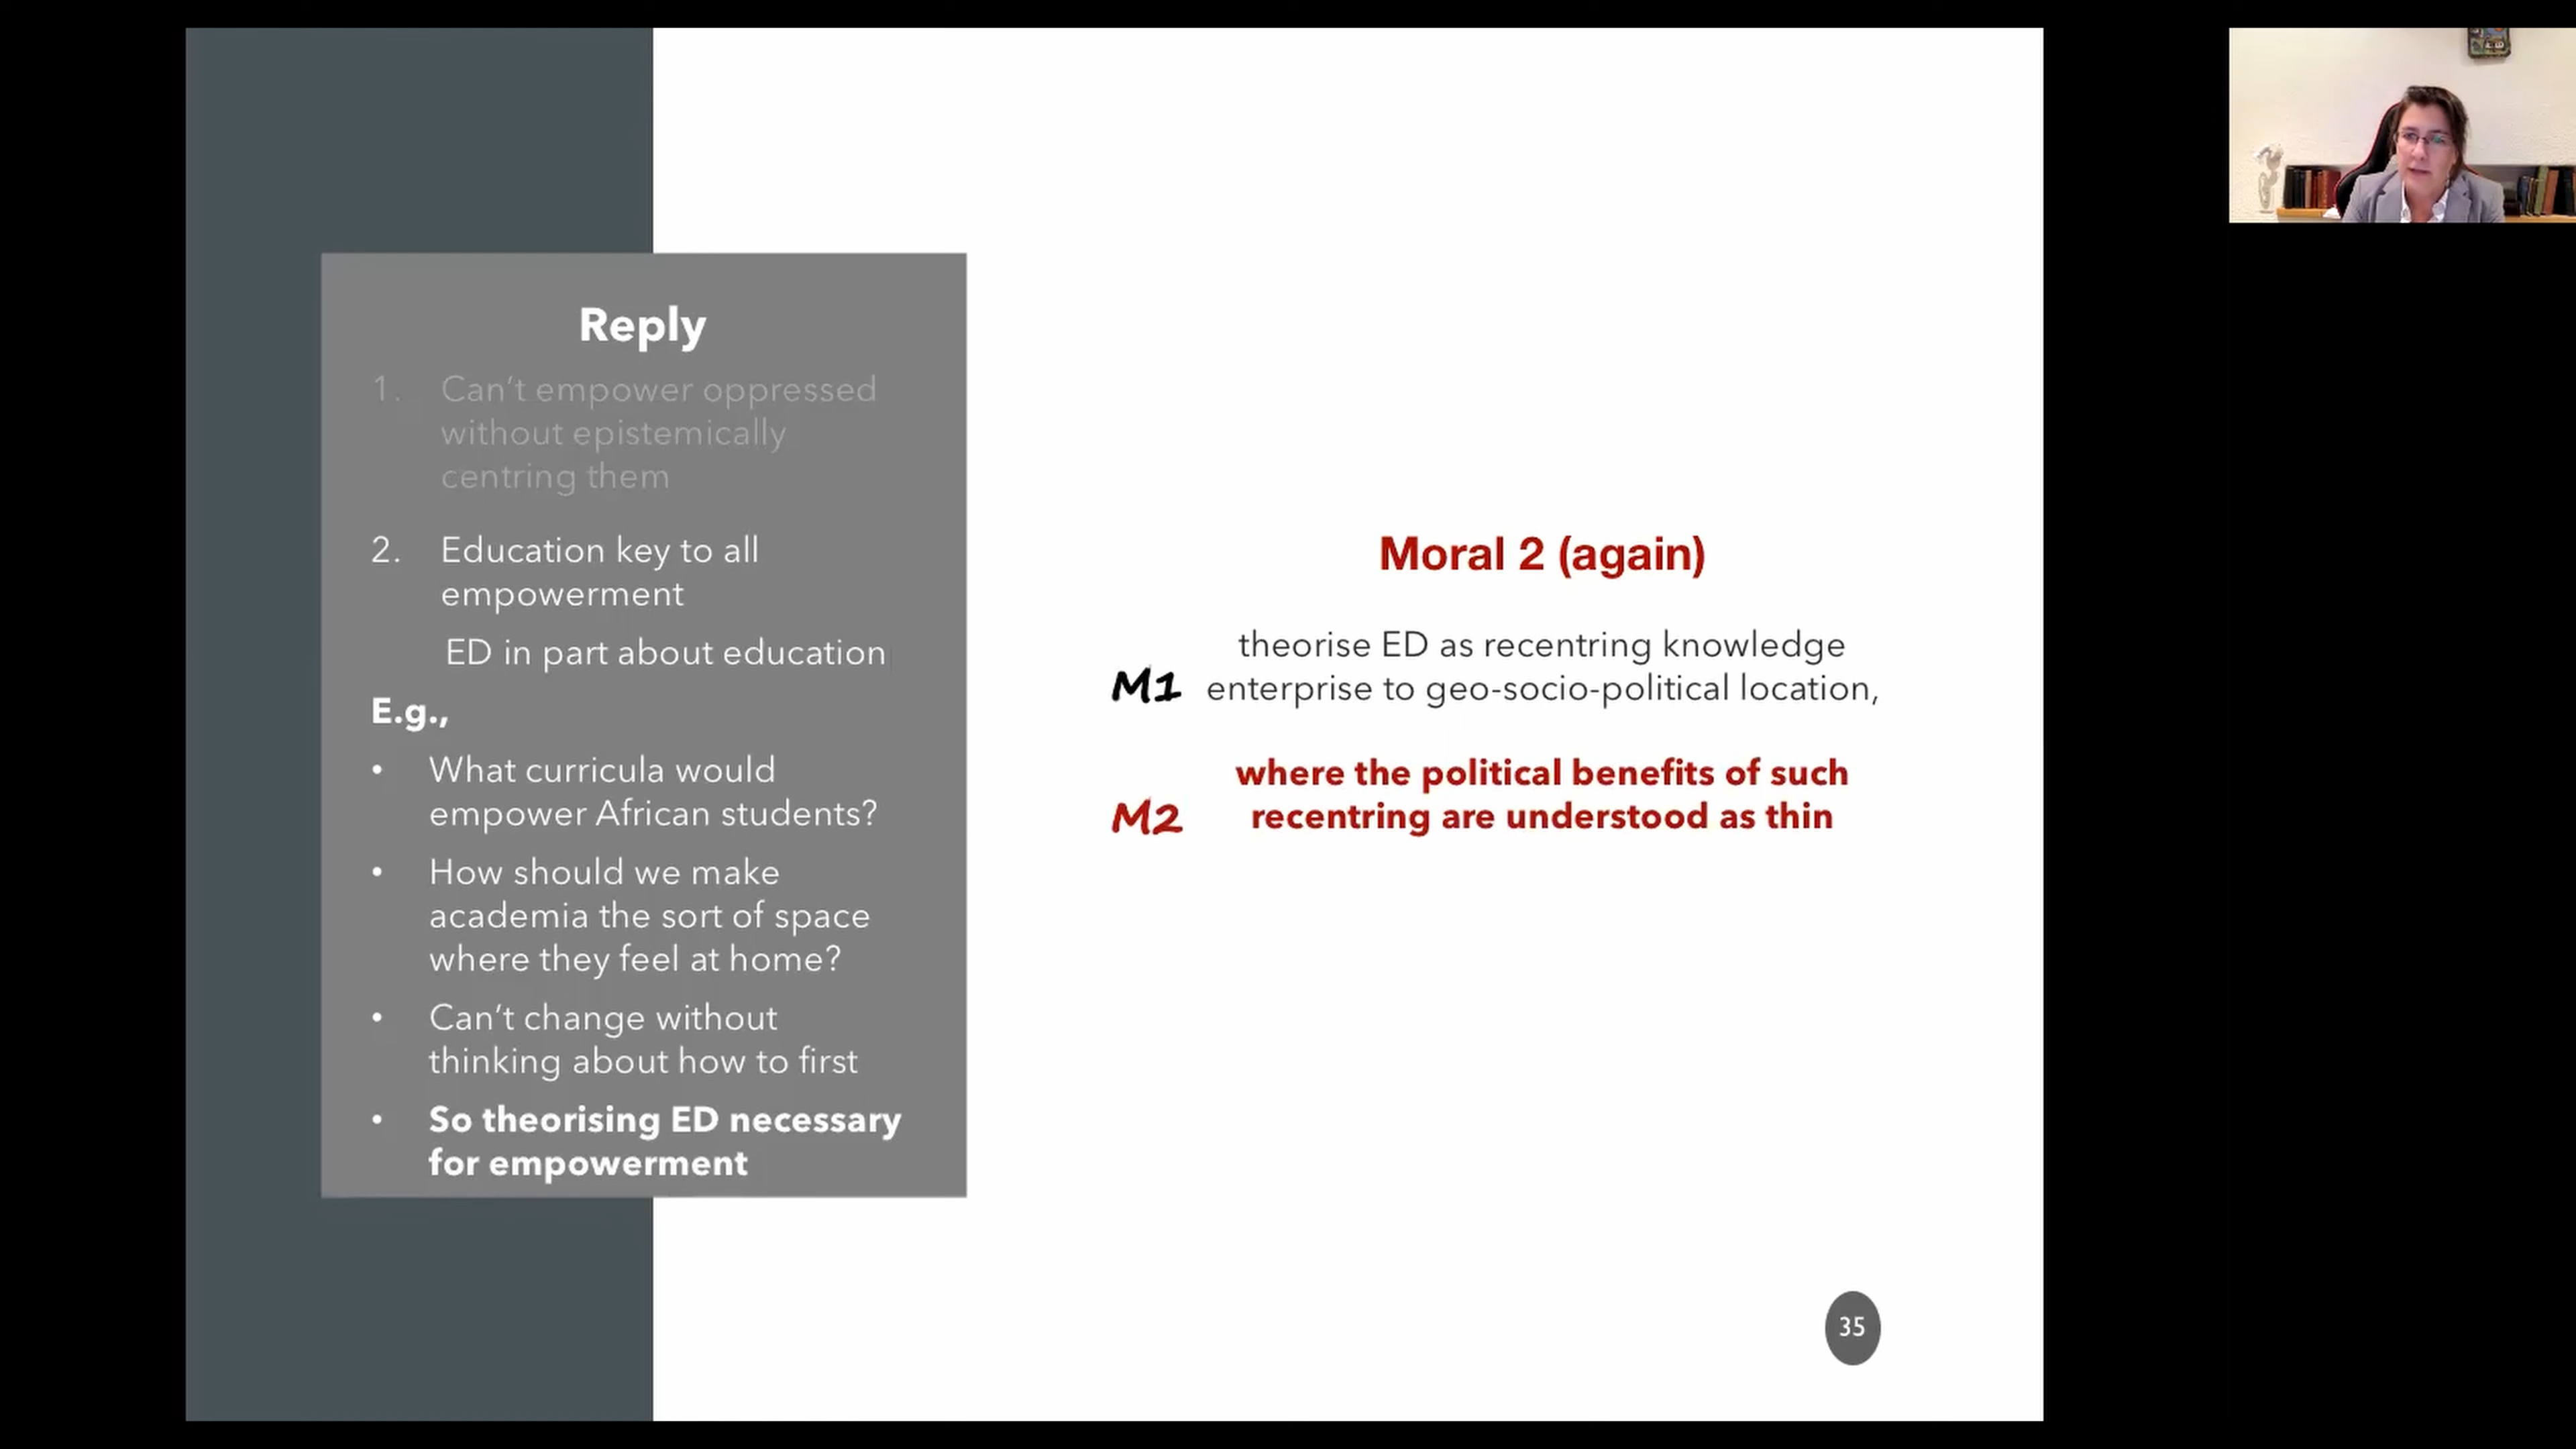 Reply
1. Can't empower oppressed
without epistemically
centring them
2. Education key to all
empowerment
ED in part about education
E.g.,
• What curricula would
empower African students?
• How should we make
academia the sort of space
where they feel at home?
• Can't change without
thinking about how to first
• So theorising ED necessary
for empowerment
Moral 2 (again)
theorise ED as recentring knowledge
M1 enterprise to geo-socio-political location,
where the political benefits of such
M2 recentring are understood as thin
35